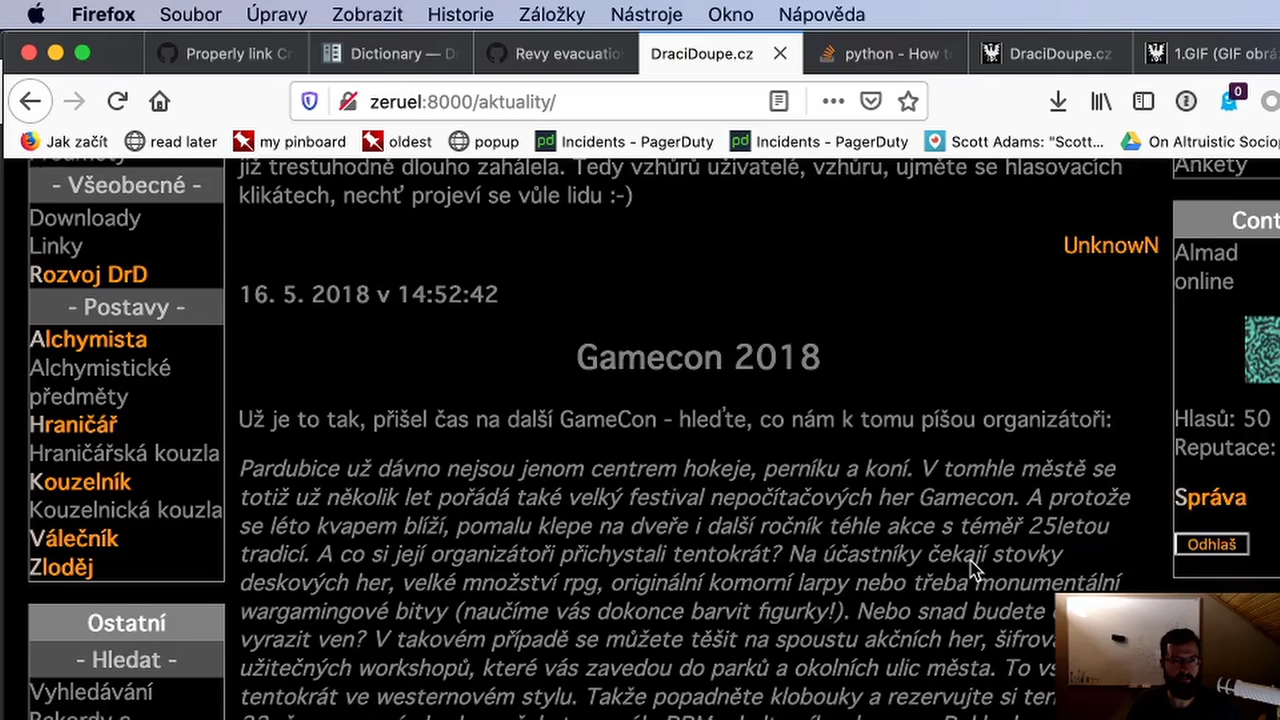 Firefox Soubor Úpravy Zobrazit Historie Záložky Nástroje Okno Nápověda
Properly link Cr Dictionary — D Revy evacuatio DraciDoupe.cz python - How t DraciDoupe.cz 1.GIF (GIF obrá
zeruel:8000/aktuality/ 0
Jak začít read later my pinboard oldest popup Incidents - PagerDuty Incidents - PagerDuty Scott Adams: "Scott... On Altruistic Sociop
- Všeobecné -
Downloady
Linky
Rozvoj DrD
- Postavy -
Alchymista
Alchymistické
předměty
Hraničář
Hraničářská kouzla
Kouzelník
Kouzelnická kouzla
Válečník
Zloděj
Ostatní
- Hledat -
Vyhledávání
již trestuhodně dlouho zahálela. Tedy vzhůru uživatelé, vzhůru, ujměte se hlasovacích
klikátech, nechť projeví se vůle lidu :-)
UnknowN
16. 5. 2018 v 14:52:42
Gamecon 2018
Už je to tak, přišel čas na další GameCon - hleďte, co nám k tomu píšou organizátoři:
Pardubice už dávno nejsou jenom centrem hokeje, perníku a koní. V tomhle městě se
totiž už několik let pořádá také velký festival nepočítačových her Gamecon. A protože
se léto kvapem blíží, pomalu klepe na dveře i další ročník téhle akce s téměř 25letou
tradicí. A co si její organizátoři přichystali tentokrát? Na účastníky čekají stovky
deskových her, velké množství rpg, originální komorní larpy nebo třeba monumentální
wargamingové bitvy (naučíme vás dokonce barvit figurky!). Nebo snad budete
vyrazit ven? V takovém případě se můžete těšit na spoustu akčních her, šifrova
užitečných workshopů, které vás zavedou do parků a okolních ulic města. To vš
tentokrát ve westernovém stylu. Takže popadněte klobouky a rezervujte si ten
Ankety
Cont
Almad
online
Hlasů: 50
Reputace:
Správa
Odhlaš